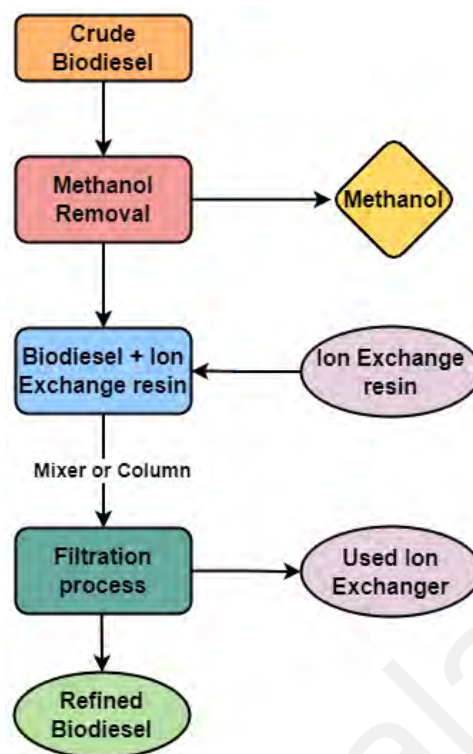 Crude
Biodiesel
Methanol
Removal
Methanol
Biodiesel + Ion
Exchange resin
Ion Exchange
resin
Mixer or Column
Filtration
process
Used Ion
Exchanger
Refined
Biodiesel